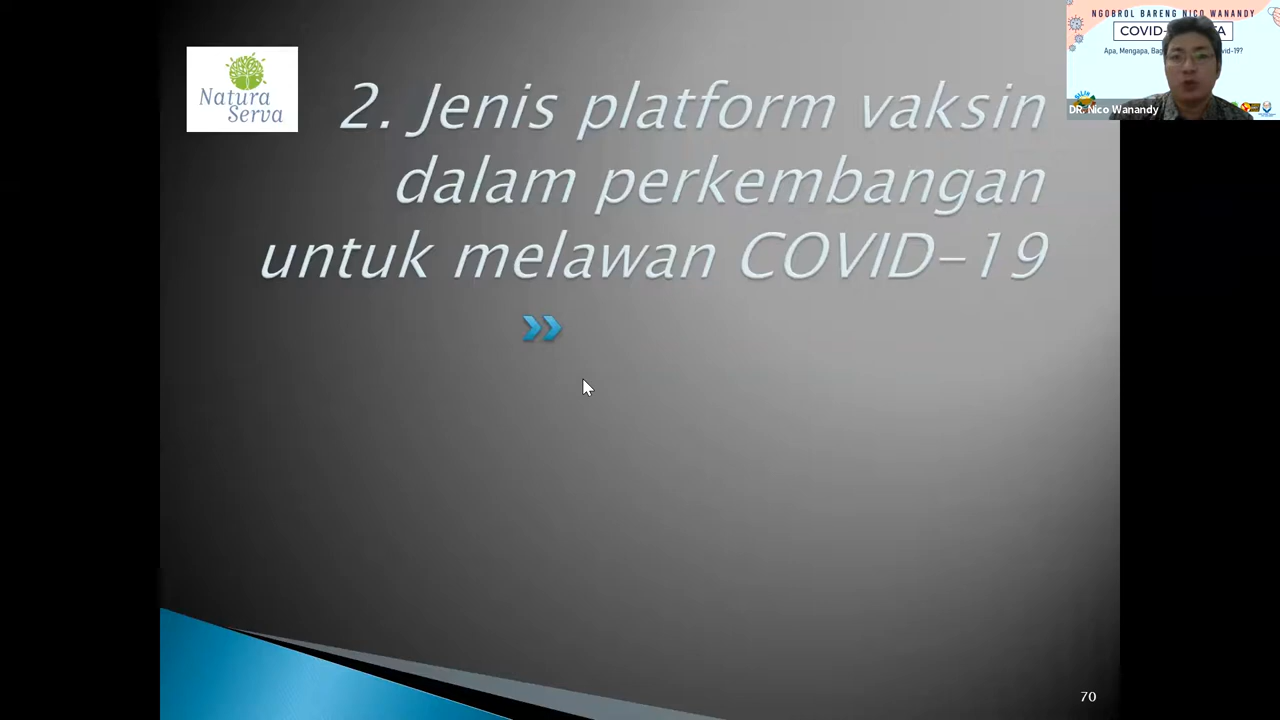 Natura
Serva
2. Jenis platform vaksin
dalam perkembangan
untuk melawan COVID-19
70
NGOBROL BARENG NICO WANANDY
COVID-
Apa, Mengapa,
DR. Nico Wanandy